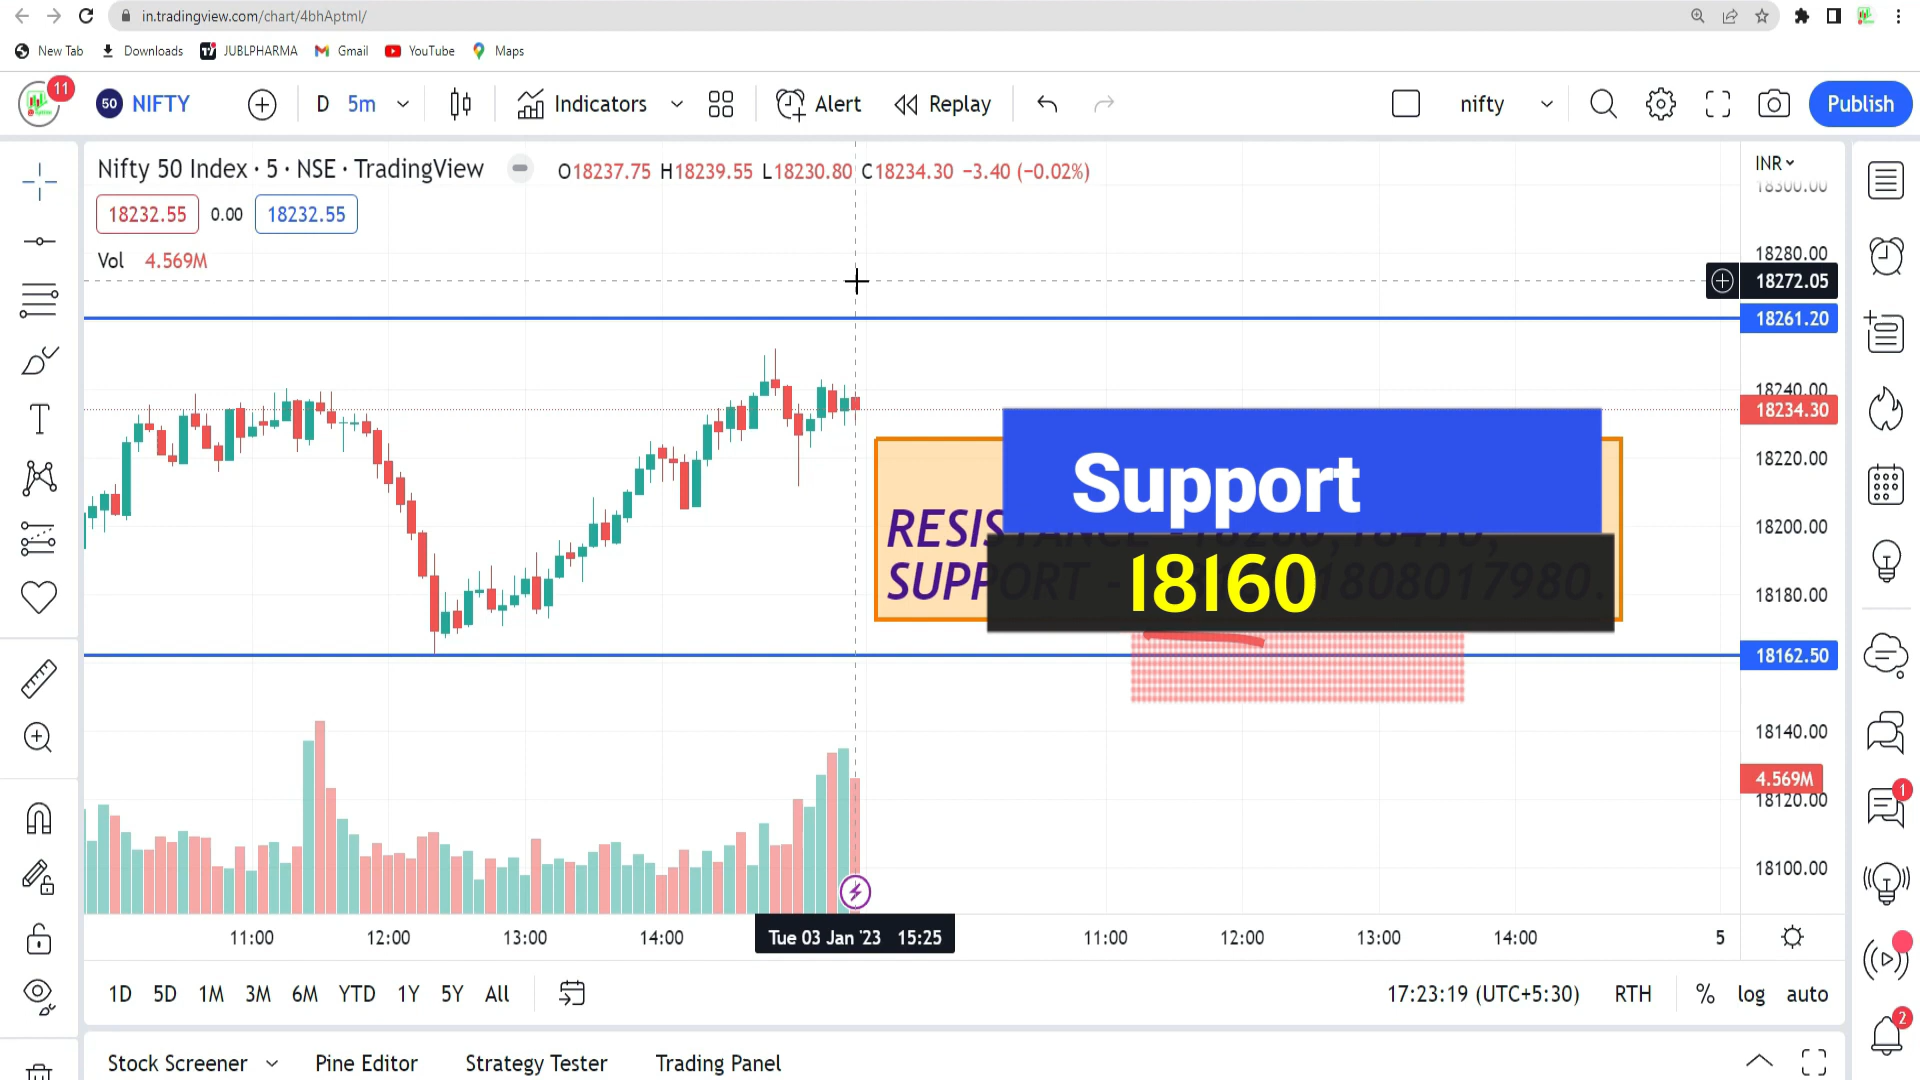 in.tradingview.com/chart/4bhAptml/
New Tab Downloads JUBLPHARMA Gmail YouTube Maps
11 50 NIFTY D 5m Indicators Alert Replay nifty Publish
Nifty 50 Index · 5 · NSE · TradingView O18237.75 H18239.55 L18230.80 C18234.30 −3.40 (−0.02%) INR
18300.00
18232.55 0.00 18232.55
Vol 4.569M
18280.00
18272.05
18261.20
18240.00
18234.30
18220.00
Support
18200.00
18160
SUPPORT -
18180.00
18162.50
18140.00
4.569M
18120.00
1
18100.00
11:00 12:00 13:00 14:00 Tue 03 Jan '23 15:25 11:00 12:00 13:00 14:00 5
1D 5D 1M 3M 6M YTD 1Y 5Y All 17:23:19 (UTC+5:30) RTH % log auto
2
Stock Screener Pine Editor Strategy Tester Trading Panel